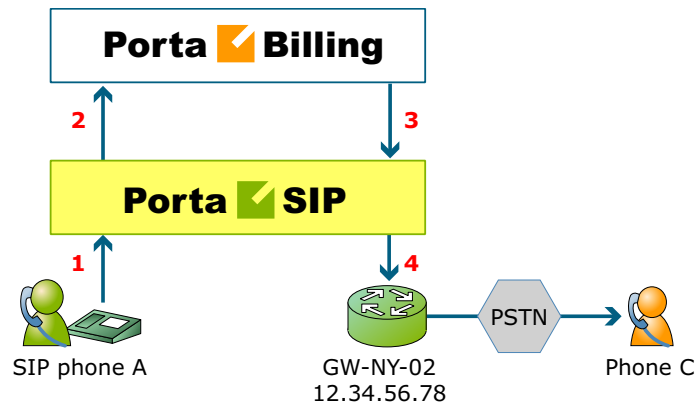 Porta Billing
2
3
Porta SIP
1
4
PSTN
SIP phone A
GW-NY-02
12.34.56.78
Phone C